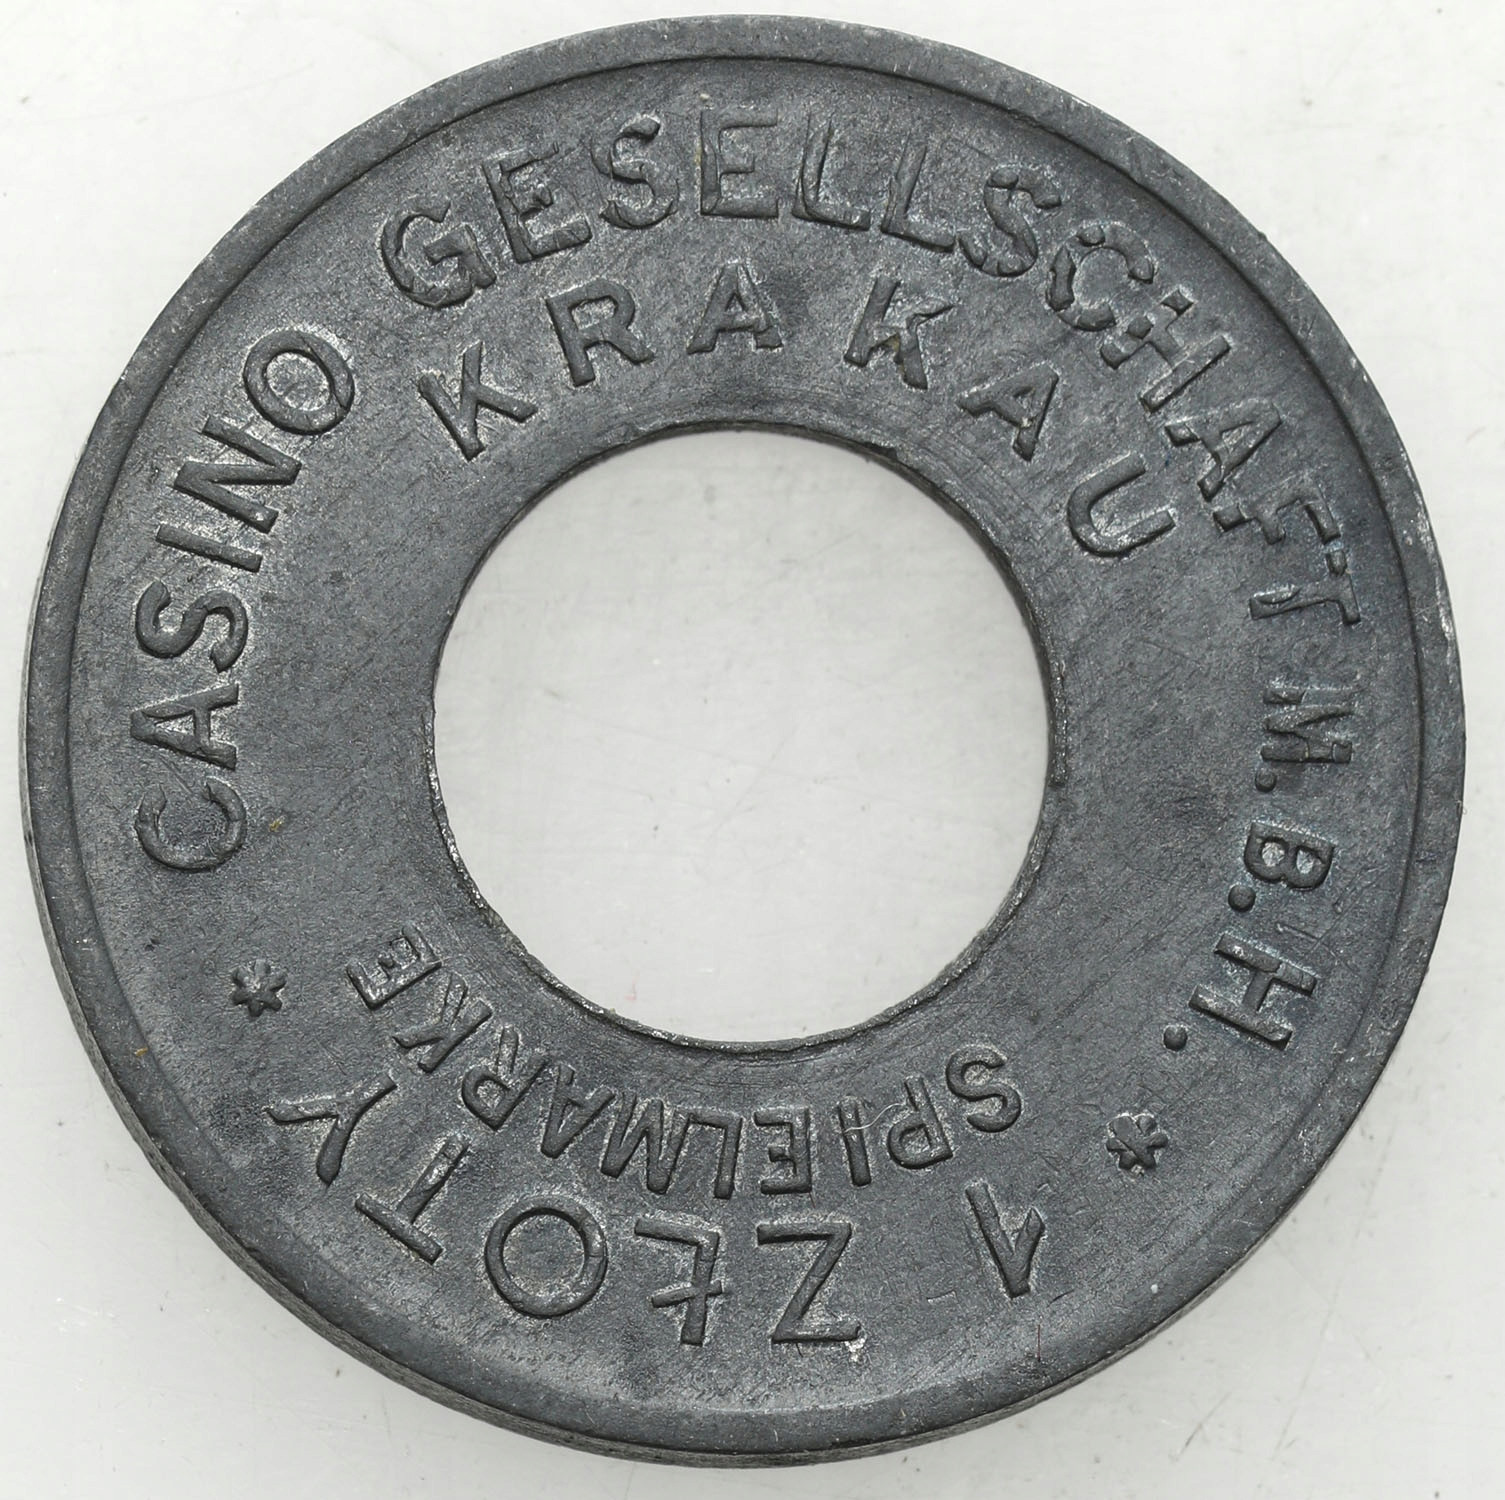 CASINO GESELLSCHAFT M.B.H.
KRAKAU
* 1 ZŁOTY *
SPIELMARKE